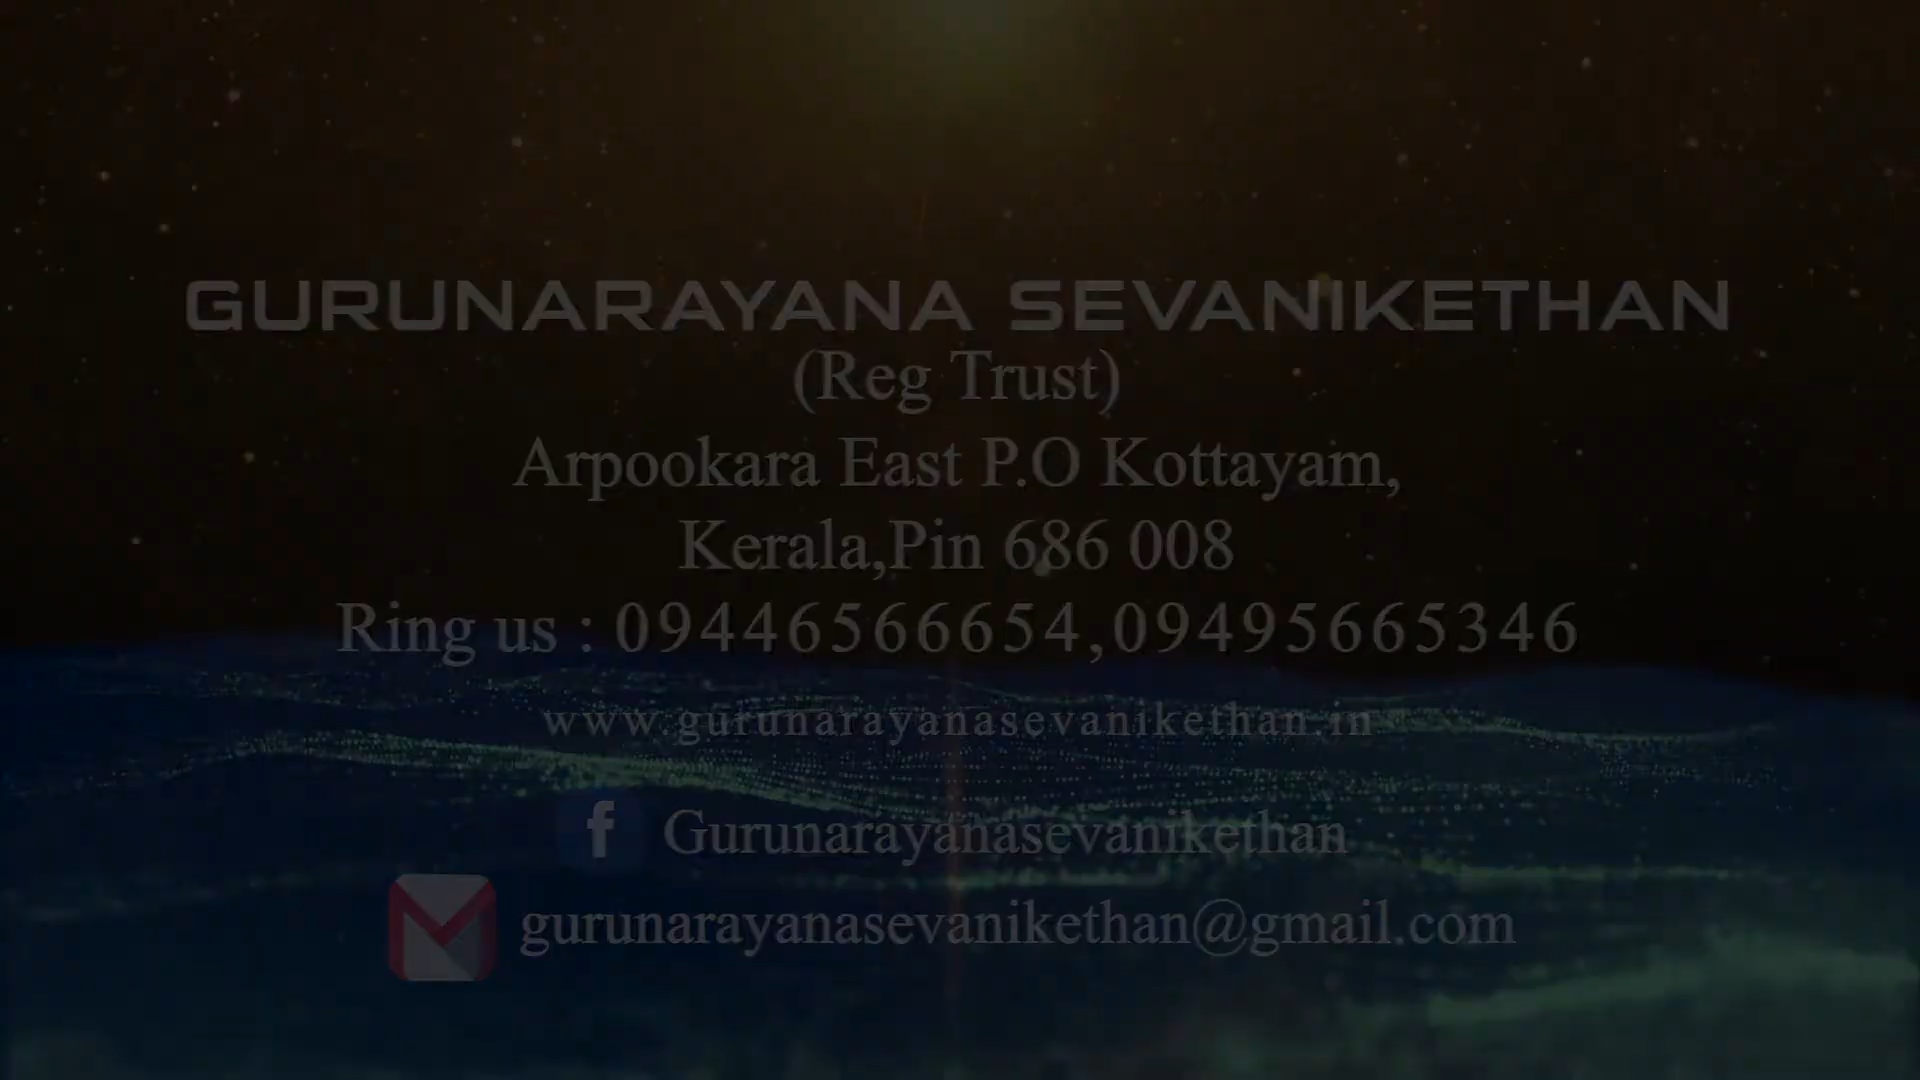 GURUNARAYANA SEVANIKETHAN
(Reg Trust)
Arpookara East P.O Kottayam,
Kerala,Pin 686 008
Ring us : 09446566654,09495665346
www.gurunarayanasevanikethan.in
f Gurunarayanasevanikethan
gurunarayanasevanikethan@gmail.com